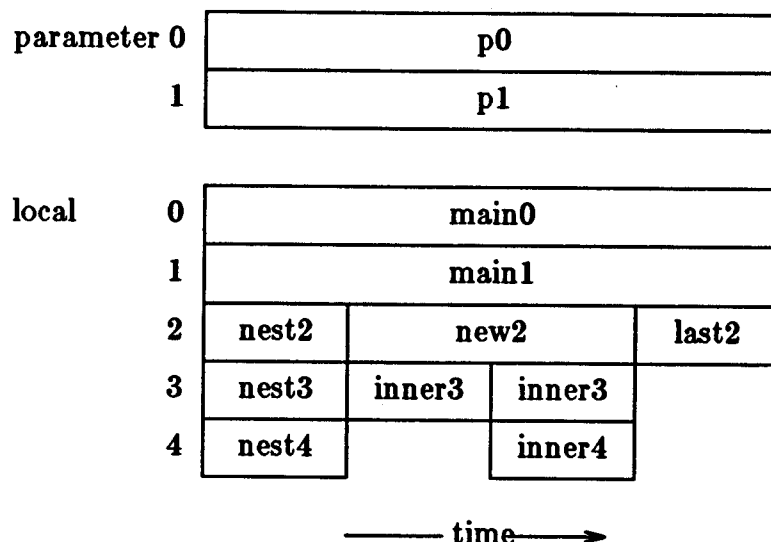 parameter 0 p0
1 p1
local 0 main0
1 main1
2 nest2 new2 last2
3 nest3 inner3 inner3
4 nest4 inner4
time